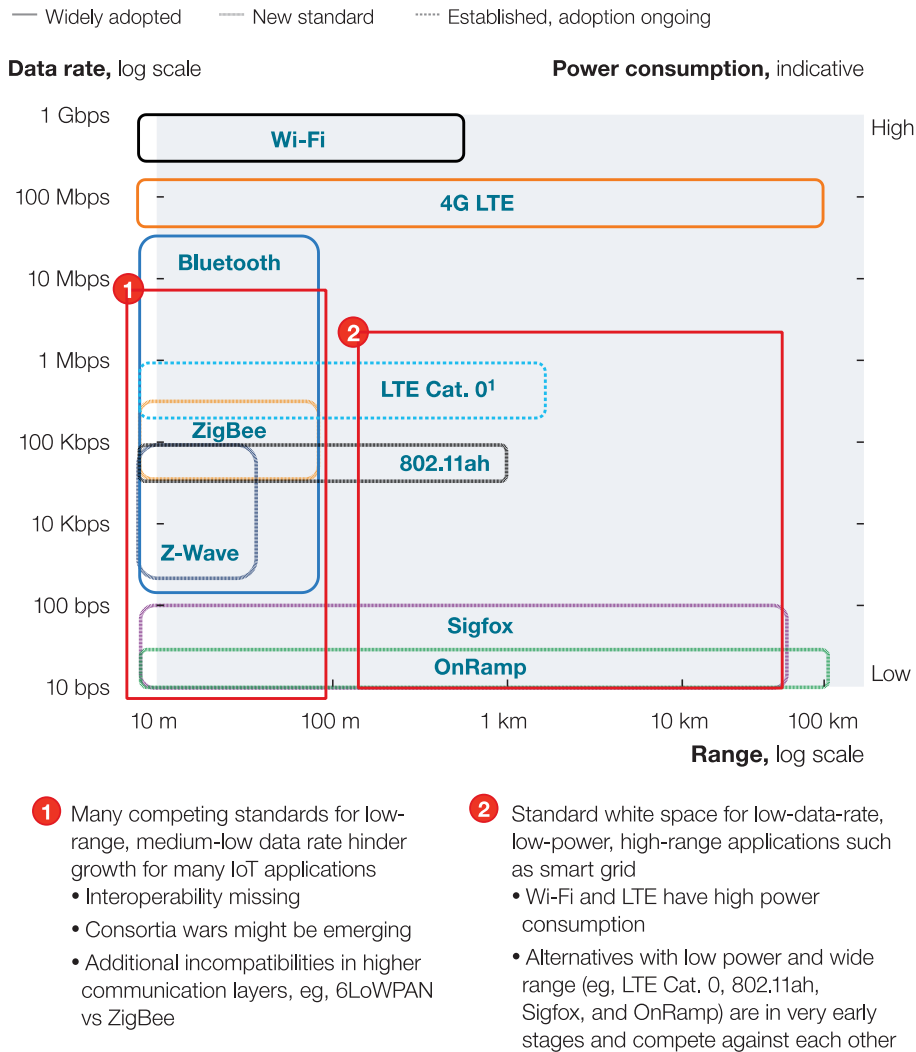 Widely adopted New standard Established, adoption ongoing
Data rate, log scale
Power consumption, indicative
1 Gbps
High
Wi-Fi
100 Mbps
4G LTE
Bluetooth
10 Mbps
1
2
1 Mbps
LTE Cat. 0¹
ZigBee
100 Kbps
802.11ah
10 Kbps
Z-Wave
100 bps
Sigfox
OnRamp
10 bps
Low
10 m 100 m 1 km 10 km 100 km
Range, log scale
1 Many competing standards for low-
range, medium-low data rate hinder
growth for many IoT applications
• Interoperability missing
• Consortia wars might be emerging
• Additional incompatibilities in higher
communication layers, eg, 6LoWPAN
vs ZigBee
2 Standard white space for low-data-rate,
low-power, high-range applications such
as smart grid
• Wi-Fi and LTE have high power
consumption
• Alternatives with low power and wide
range (eg, LTE Cat. 0, 802.11ah,
Sigfox, and OnRamp) are in very early
stages and compete against each other